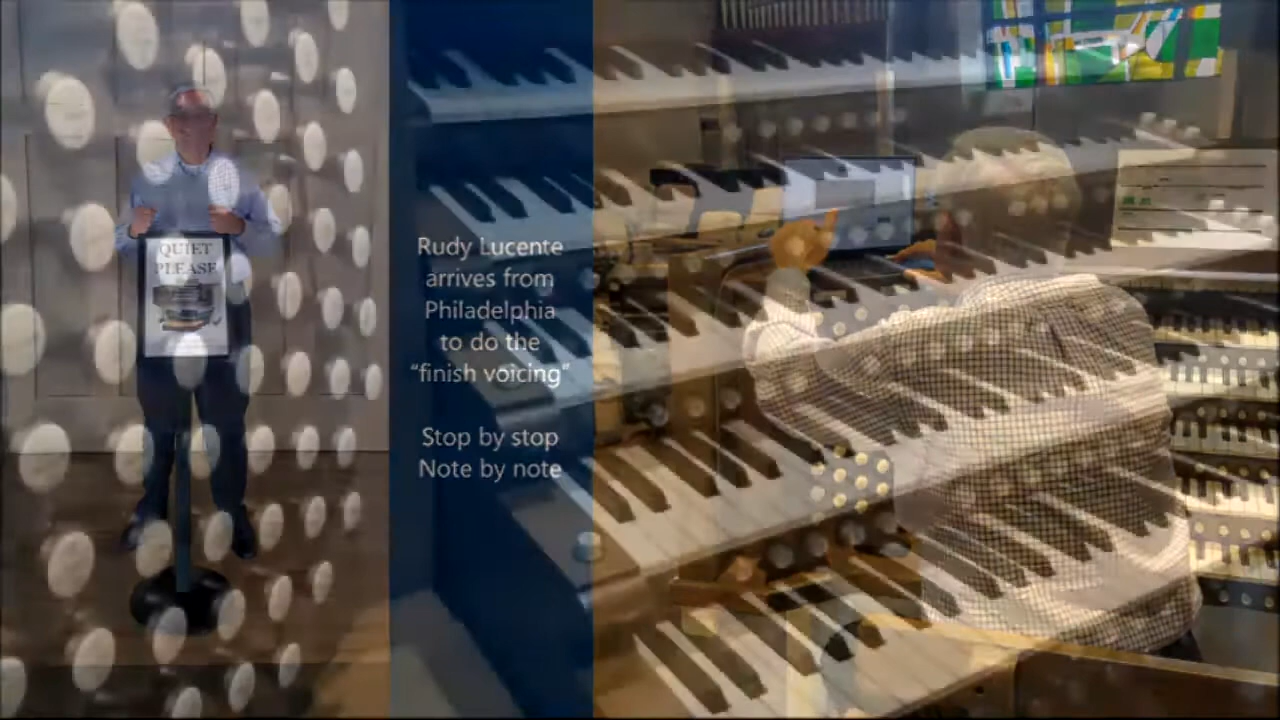 QUIET
PLEASE
Rudy Lucente
arrives from
Philadelphia
to do the
“finish voicing”
Stop by stop
Note by note